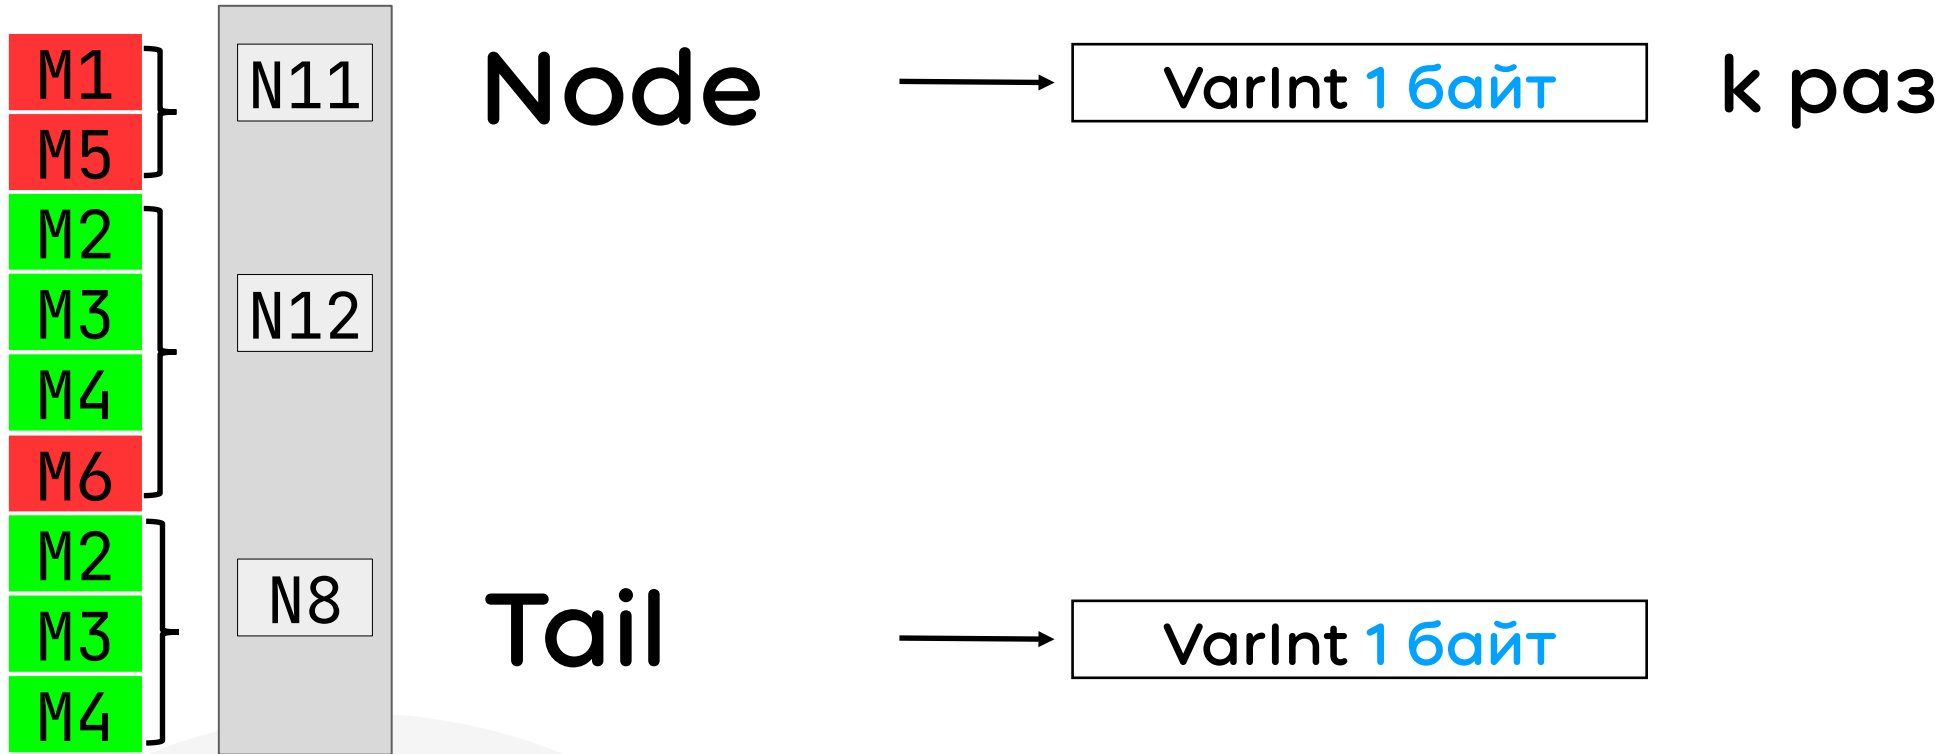 M1
M5
M2
M3
M4
M6
M2
M3
M4
N11
N12
N8
Node
VarInt 1 байт
k раз
Tail
VarInt 1 байт